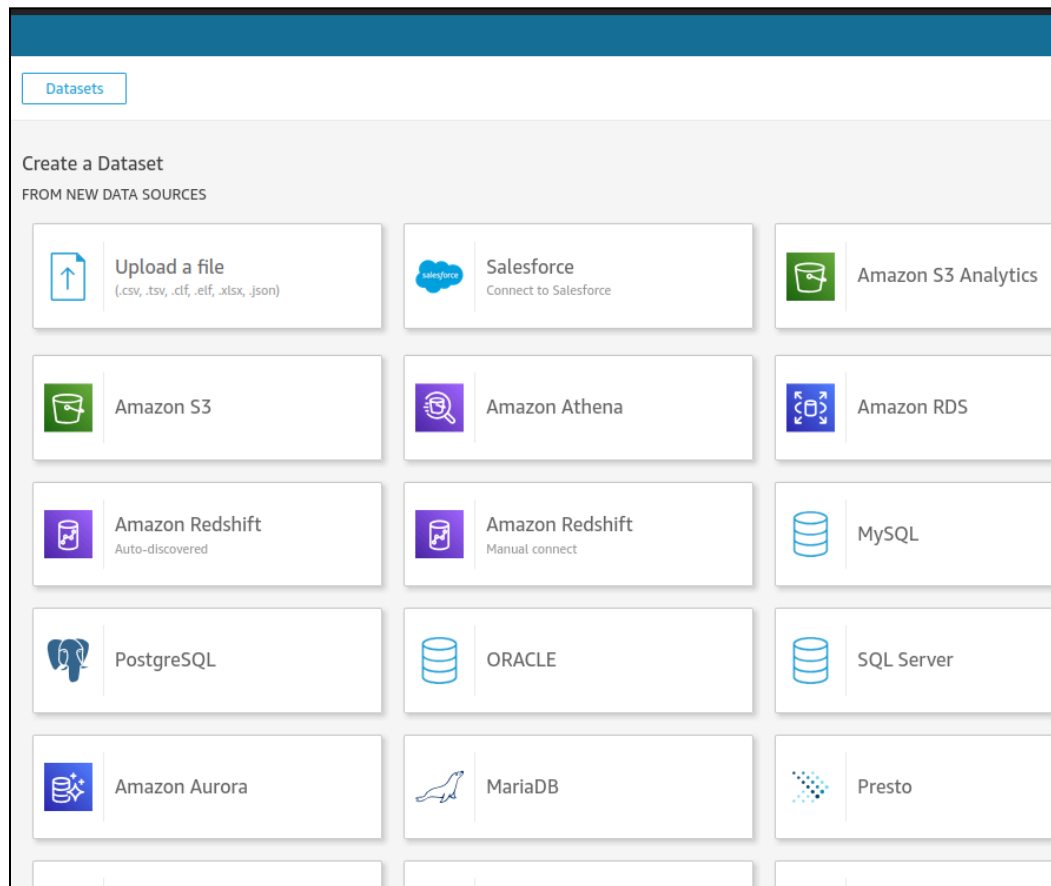 Datasets
Create a Dataset
FROM NEW DATA SOURCES
Upload a file
(.csv, .tsv, .clf, .elf, .xlsx, .json)
salesforce
Salesforce
Connect to Salesforce
Amazon S3 Analytics
Amazon S3
Amazon Athena
Amazon RDS
Amazon Redshift
Auto-discovered
Amazon Redshift
Manual connect
MySQL
PostgreSQL
ORACLE
SQL Server
Amazon Aurora
MariaDB
Presto